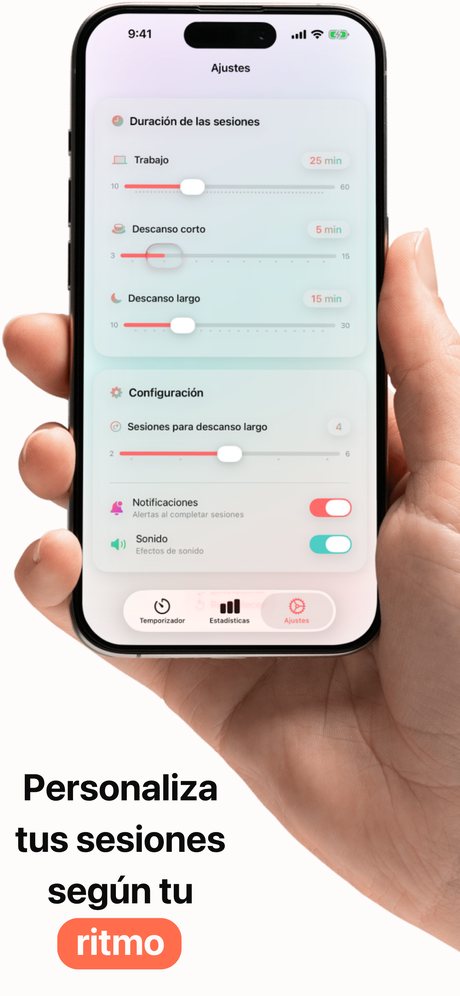 9:41
Ajustes
Duración de las sesiones
Trabajo
25 min
10
60
Descanso corto
5 min
3
15
Descanso largo
15 min
10
30
Configuración
Sesiones para descanso largo
4
2
6
Notificaciones
Alertas al completar sesiones
Sonido
Efectos de sonido
Temporizador
Estadísticas
Ajustes
Personaliza
tus sesiones
según tu
ritmo